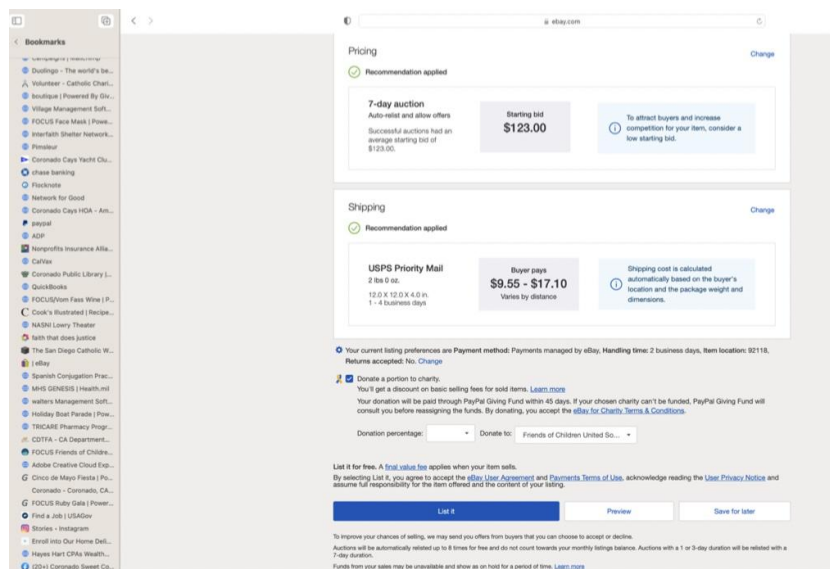 ebay.com
Bookmarks
Duolingo - The world's be...
Volunteer - Catholic Chari...
boutique | Powered By Giv...
Village Management Soft...
FOCUS Face Mask | Powe...
Interfaith Shelter Network...
Pimsleur
Coronado Cays Yacht Clu...
chase banking
Flocknote
Network for Good
Coronado Cays HOA - Am...
paypal
ADP
Nonprofits Insurance Allia...
CalVax
Coronado Public Library |...
QuickBooks
FOCUS/Vom Fass Wine | P...
Cook's Illustrated | Recipe...
NASNI Lowry Theater
faith that does justice
The San Diego Catholic W...
| eBay
Spanish Conjugation Prac...
MHS GENESIS | Health.mil
walters Management Soft...
Holiday Boat Parade | Pow...
TRICARE Pharmacy Progr...
CDTFA - CA Department...
FOCUS Friends of Childre...
Adobe Creative Cloud Exp...
Cinco de Mayo Fiesta | Po...
Coronado - Coronado, CA...
FOCUS Ruby Gala | Power...
Find a Job | USAGov
Stories - Instagram
Enroll into Our Home Deli...
Hayes Hart CPAs Wealth...
(20+) Coronado Sweet Co...
Pricing
Change
Recommendation applied
7-day auction
Auto-relist and allow offers
Successful auctions had an
average starting bid of
$123.00.
Starting bid
$123.00
To attract buyers and increase
competition for your item, consider a
low starting bid.
Shipping
Change
Recommendation applied
USPS Priority Mail
2 lbs 0 oz.
12.0 X 12.0 X 4.0 in.
1 - 4 business days
Buyer pays
$9.55 - $17.10
Varies by distance
Shipping cost is calculated
automatically based on the buyer's
location and the package weight and
dimensions.
Your current listing preferences are Payment method: Payments managed by eBay, Handling time: 2 business days, Item location: 92118,
Returns accepted: No. Change
Donate a portion to charity.
You'll get a discount on basic selling fees for sold items. Learn more
Your donation will be paid through PayPal Giving Fund within 45 days. If your chosen charity can't be funded, PayPal Giving Fund will
consult you before reassigning the funds. By donating, you accept the eBay for Charity Terms & Conditions.
Donation percentage:
Donate to: Friends of Children United So...
List it for free. A final value fee applies when your item sells.
By selecting List it, you agree to accept the eBay User Agreement and Payments Terms of Use, acknowledge reading the User Privacy Notice and
assume full responsibility for the item offered and the content of your listing.
List it
Preview
Save for later
To improve your chances of selling, we may send you offers from buyers that you can choose to accept or decline.
Auctions will be automatically relisted up to 8 times for free and do not count towards your monthly listings balance. Auctions with a 1 or 3-day duration will be relisted with a
7-day duration.
Funds from your sales may be unavailable and show as on hold for a period of time. Learn more